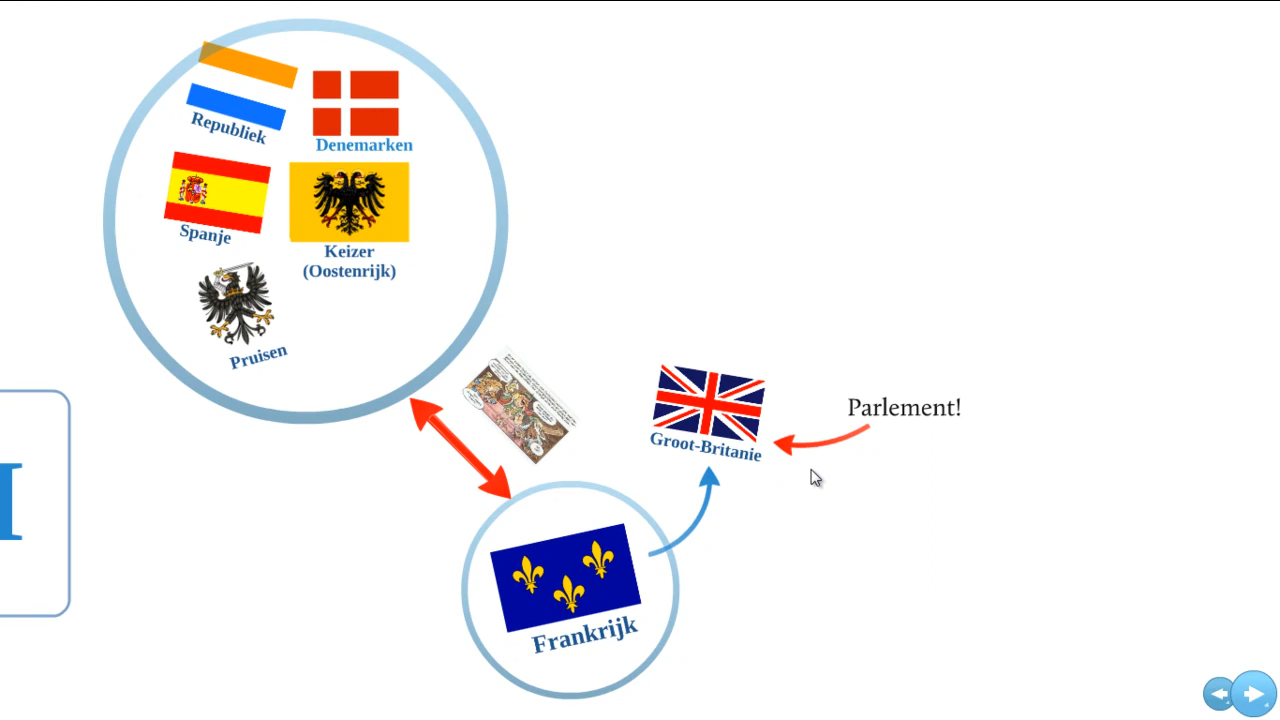 Republiek
Denemarken
Spanje
Keizer
(Oostenrijk)
Pruisen
Groot-Britanie
Parlement!
Frankrijk
I